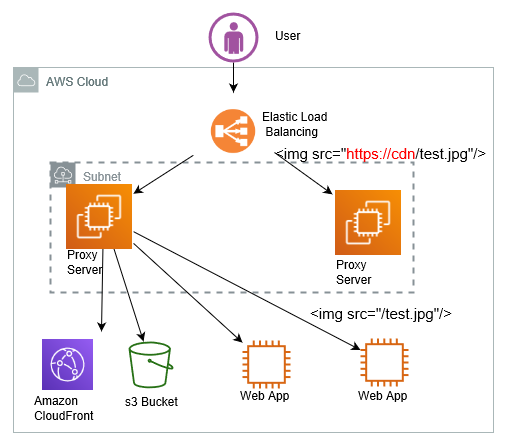 User
AWS Cloud
Elastic Load
Balancing
<img src="https://cdn/test.jpg"/>
Subnet
Proxy
Server
Proxy
Server
<img src="/test.jpg"/>
Amazon
CloudFront
s3 Bucket
Web App
Web App